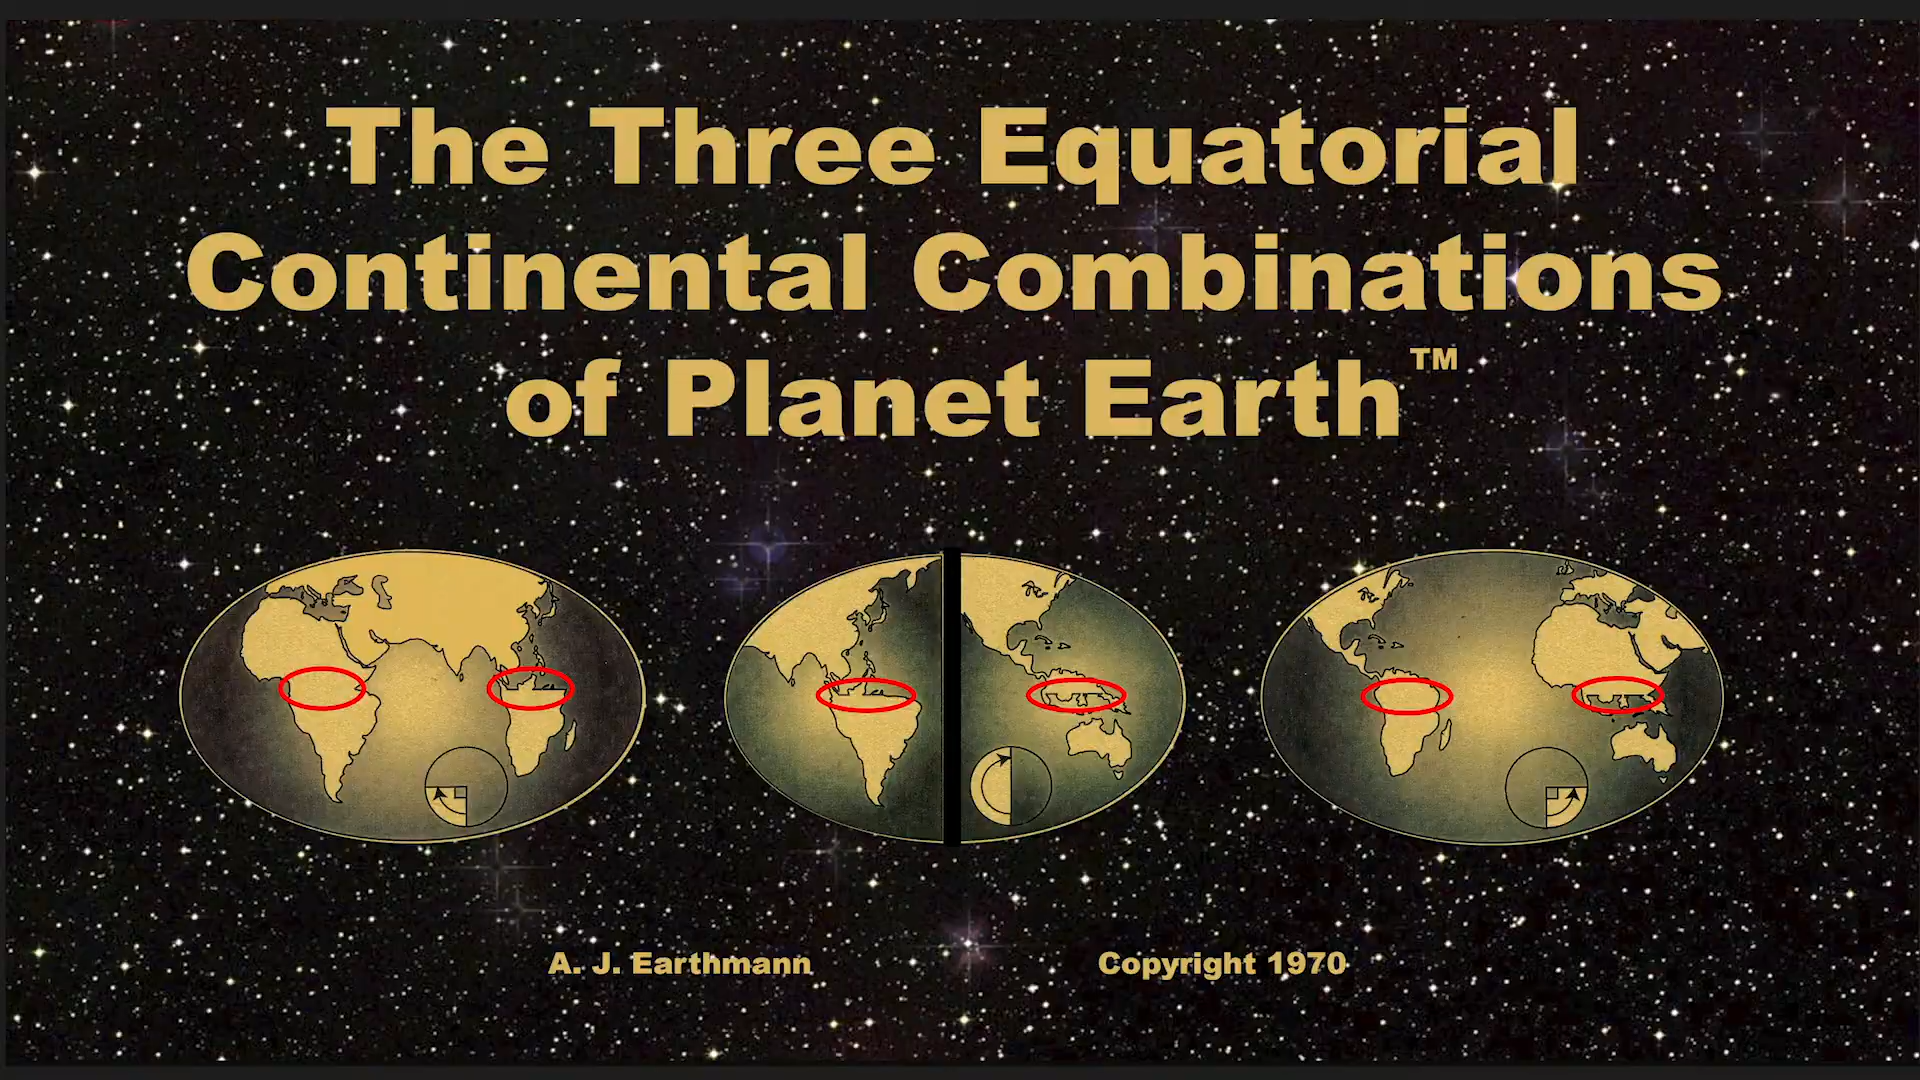 The Three Equatorial
Continental Combinations
of Planet Earth™
A. J. Earthmann
Copyright 1970